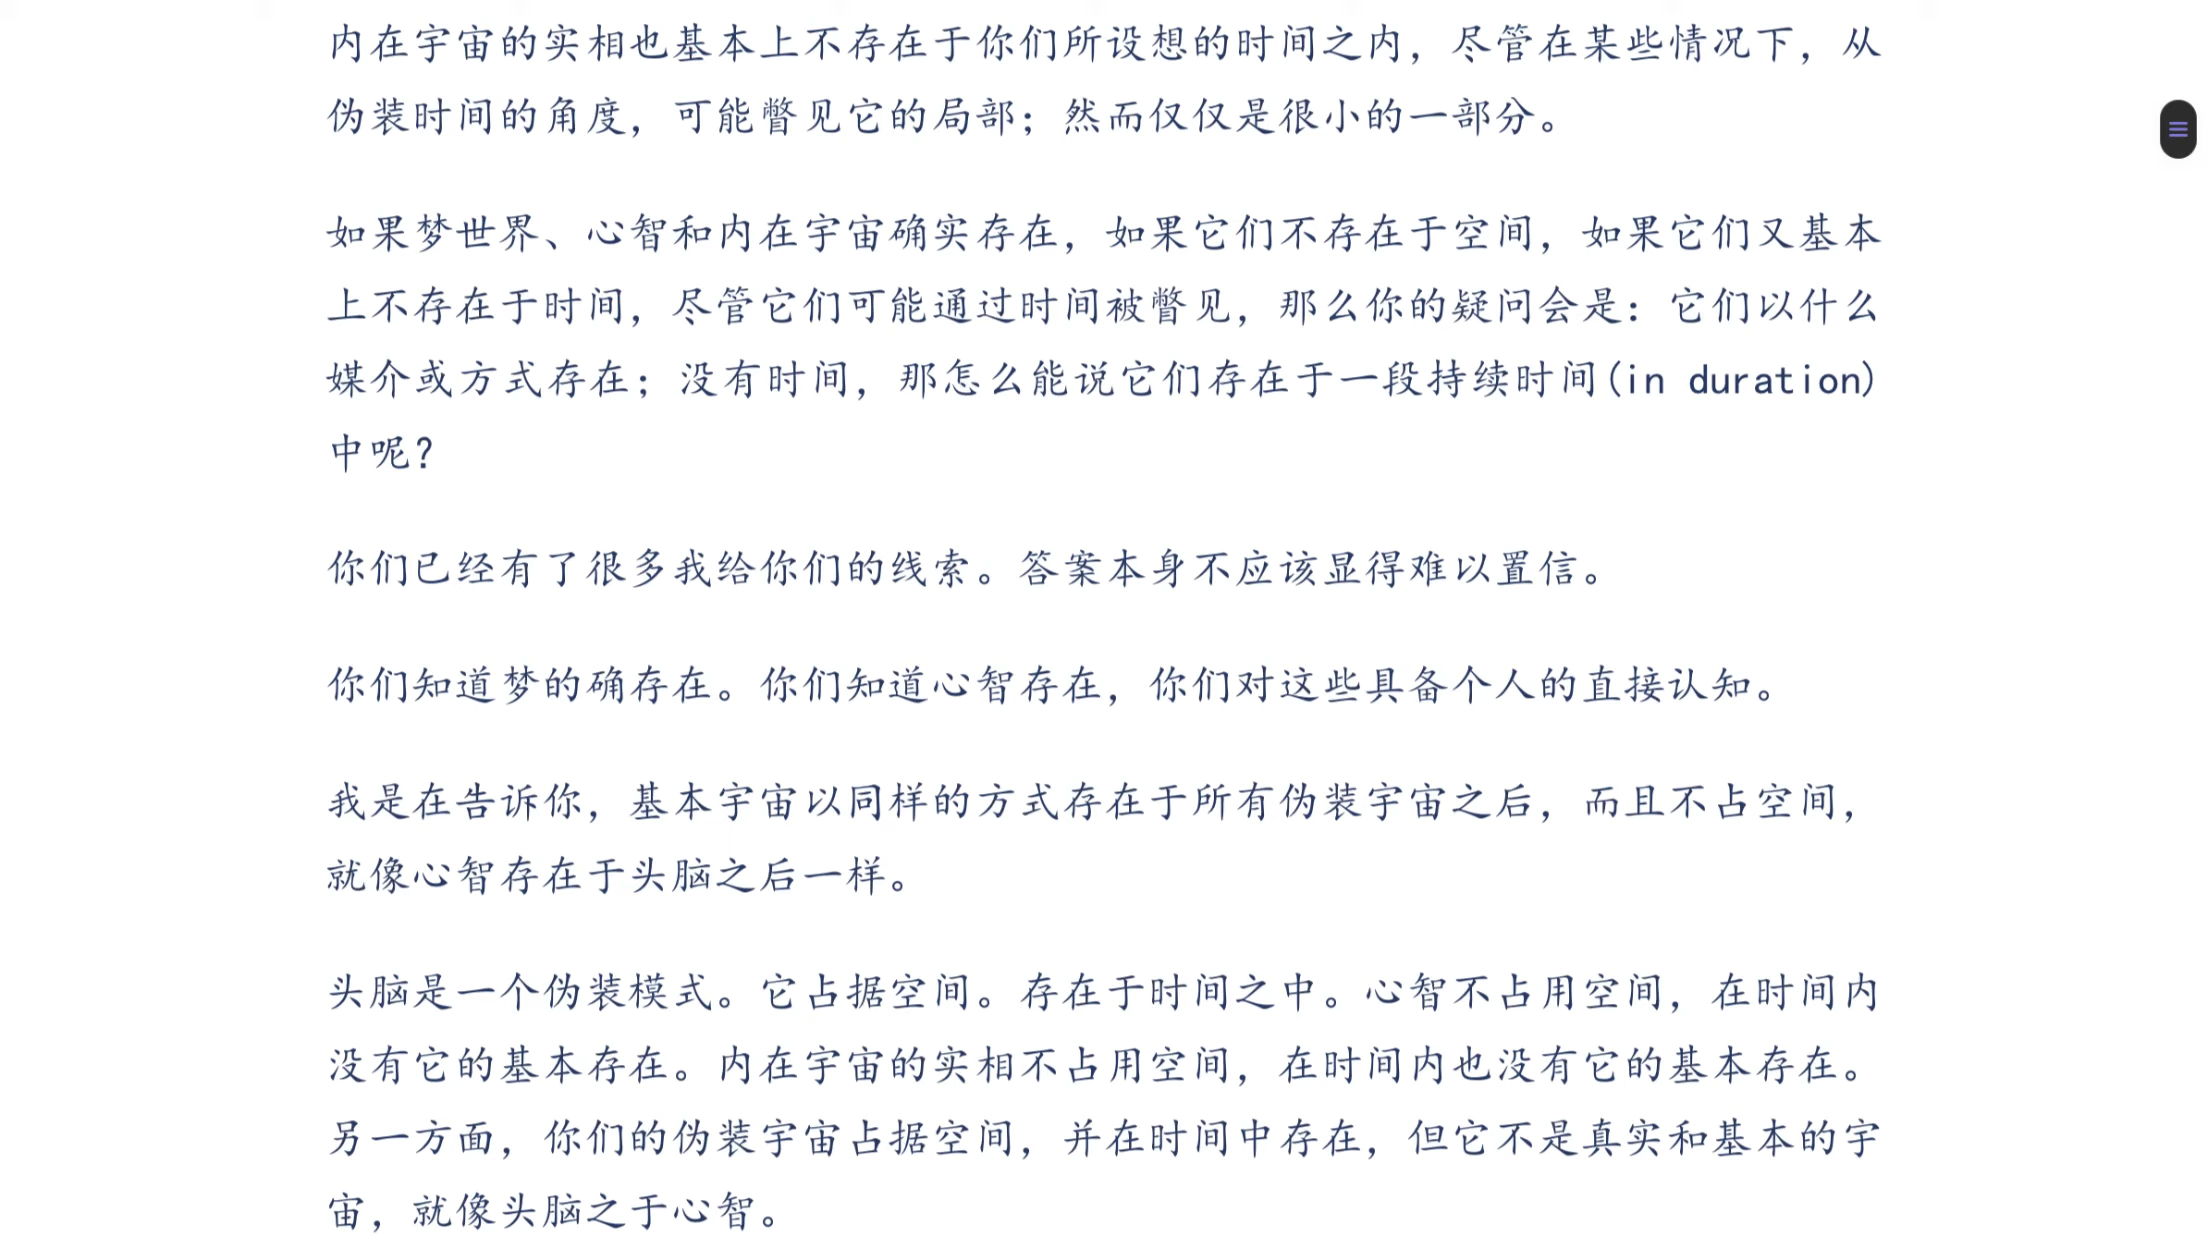 内在宇宙的实相也基本上不存在于你们所设想的时间之内，尽管在某些情况下，从
伪装时间的角度，可能瞥见它的局部；然而仅仅是很小的一部分。
如果梦世界、心智和内在宇宙确实存在，如果它们不存在于空间，如果它们又基本
上不存在于时间，尽管它们可能通过时间被瞥见，那么你的疑问会是：它们以什么
媒介或方式存在；没有时间，那怎么能说它们存在于一段持续时间(in duration)
中呢？
你们已经有了很多我给你们的线索。答案本身不应该显得难以置信。
你们知道梦的确存在。你们知道心智存在，你们对这些具备个人的直接认知。
我是在告诉你，基本宇宙以同样的方式存在于所有伪装宇宙之后，而且不占空间，
就像心智存在于头脑之后一样。
头脑是一个伪装模式。它占据空间。存在于时间之中。心智不占用空间，在时间内
没有它的基本存在。内在宇宙的实相不占用空间，在时间内也没有它的基本存在。
另一方面，你们的伪装宇宙占据空间，并在时间中存在，但它不是真实和基本的宇
宙，就像头脑之于心智。